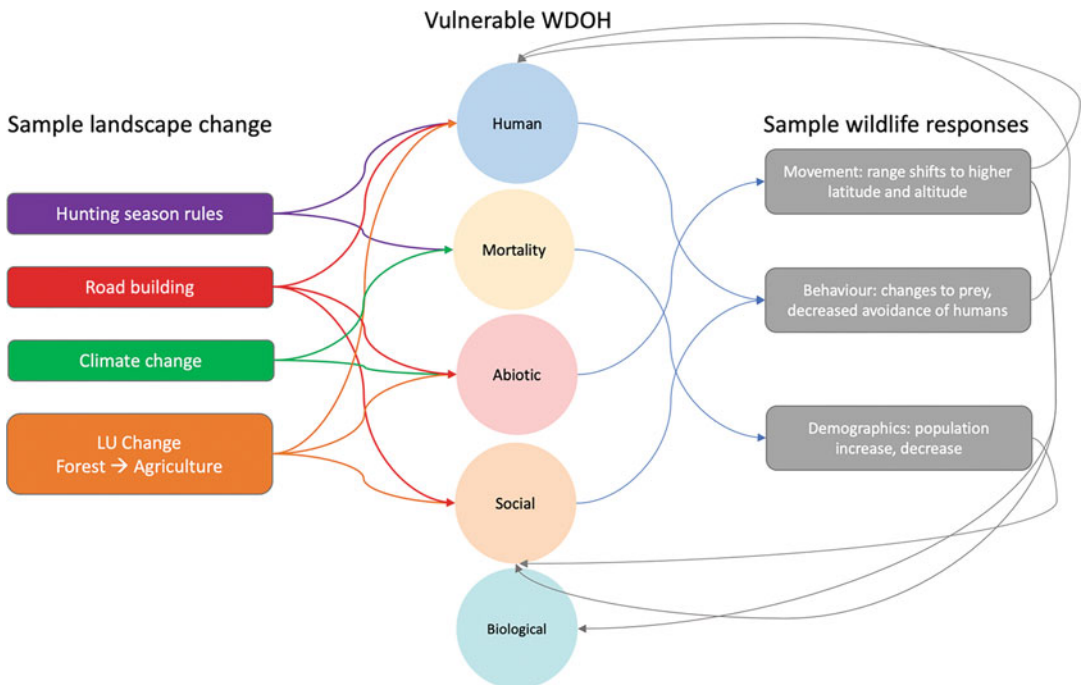 Vulnerable WDOH
Sample landscape change
Hunting season rules
Road building
Climate change
LU Change
Forest → Agriculture
Human
Mortality
Abiotic
Social
Biological
Sample wildlife responses
Movement: range shifts to higher
latitude and altitude
Behaviour: changes to prey,
decreased avoidance of humans
Demographics: population
increase, decrease